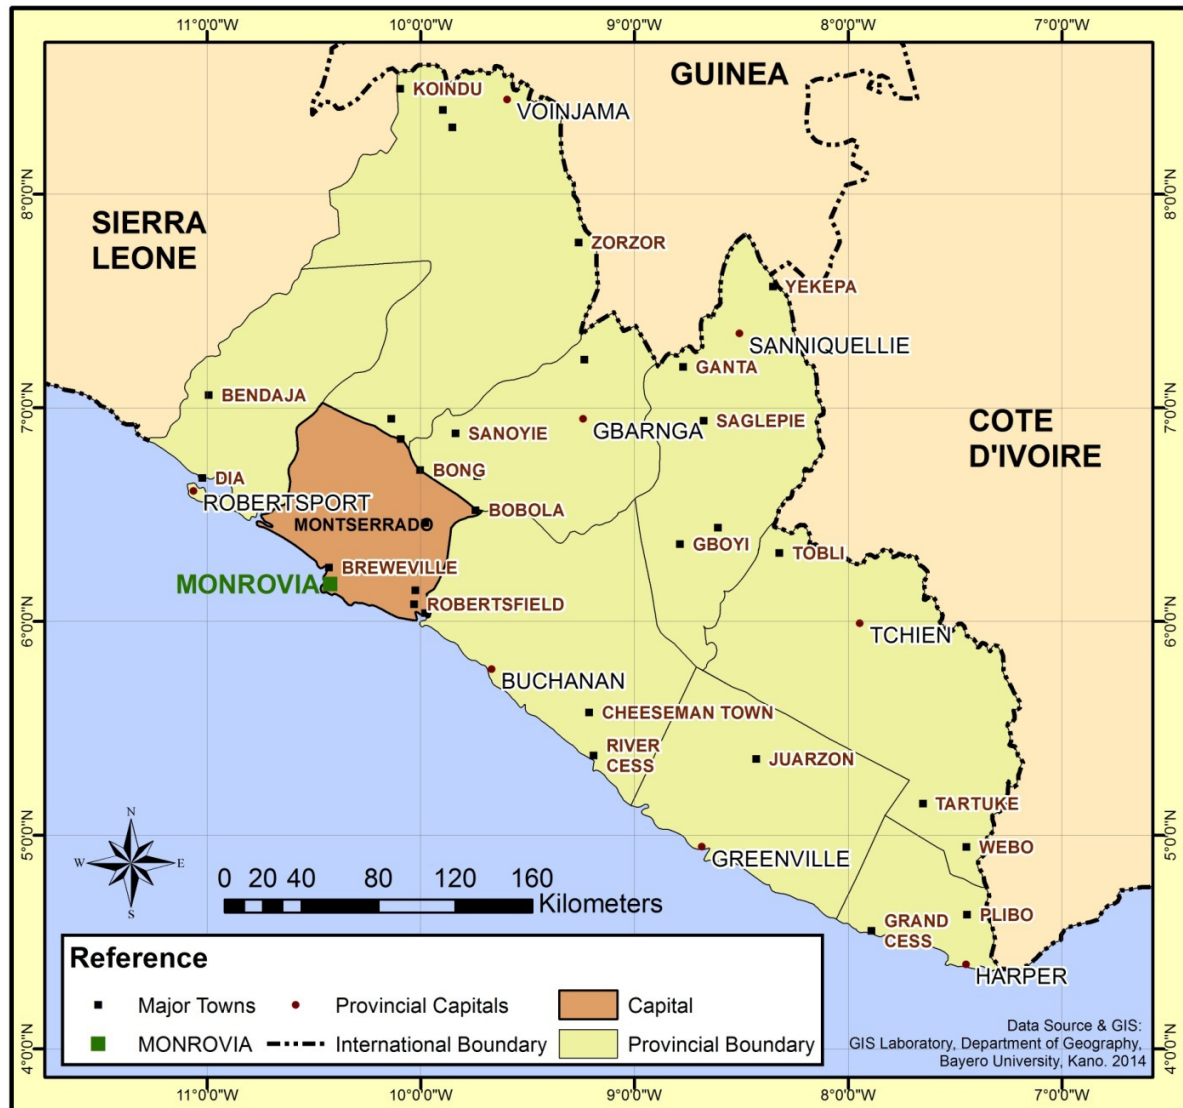 11°0'0"W 10°0'0"W 9°0'0"W 8°0'0"W 7°0'0"W
GUINEA
KOINDU
VOINJAMA
8°0'0"N 8°0'0"N
SIERRA
LEONE
ZORZOR
YEKEPA
SANNIQUELLIE
GANTA
BENDAJA
7°0'0"N 7°0'0"N
SANOYIE
GBARNGA
SAGLEPIE
COTE
D'IVOIRE
DIA
BONG
ROBERTSPORT
BOBOLA
MONTSERRADO
GBOYI
TOBLI
BREWEVILLE
MONROVIA
ROBERTSFIELD
6°0'0"N 6°0'0"N
TCHIEN
BUCHANAN
CHEESEMAN TOWN
RIVER
CESS
JUARZON
TARTUKE
N
5°0'0"N 5°0'0"N
W E
S
WEBO
GREENVILLE
0 20 40 80 120 160
Kilometers
PLIBO
GRAND
CESS
HARPER
Reference
Major Towns Provincial Capitals Capital
MONROVIA International Boundary Provincial Boundary
Data Source & GIS:
GIS Laboratory, Department of Geography,
Bayero University, Kano. 2014
4°0'0"N 4°0'0"N
11°0'0"W 10°0'0"W 9°0'0"W 8°0'0"W 7°0'0"W